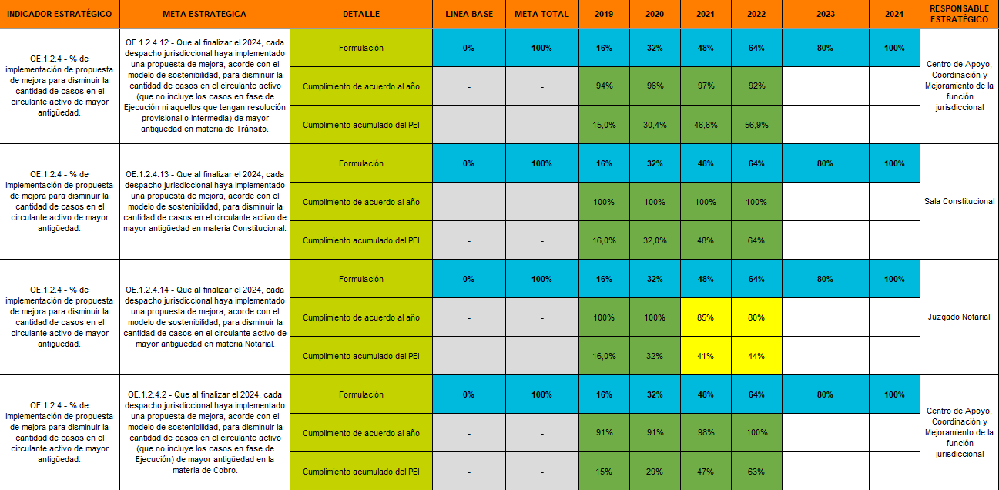 INDICADOR ESTRATÉGICO
META ESTRATEGICA
DETALLE
LINEA BASE
META TOTAL
2019
2020
2021
2022
2023
2024
RESPONSABLE
ESTRATÉGICO
OE.1.2.4 - % de
implementación de propuesta
de mejora para disminuir la
cantidad de casos en el
circulante activo de mayor
antigüedad.
OE.1.2.4.12 - Que al finalizar el 2024, cada
despacho jurisdiccional haya implementado
una propuesta de mejora, acorde con el
modelo de sostenibilidad, para disminuir la
cantidad de casos en el circulante activo
(que no incluye los casos en fase de
Ejecución ni aquellos que tengan resolución
provisional o intermedia) de mayor
antigüedad en materia de Tránsito.
Formulación
0%
100%
16%
32%
48%
64%
80%
100%
Cumplimiento de acuerdo al año
-
-
94%
96%
97%
92%
Cumplimiento acumulado del PEI
-
-
15,0%
30,4%
46,6%
56,9%
Centro de Apoyo,
Coordinación y
Mejoramiento de la
función
jurisdiccional
OE.1.2.4 - % de
implementación de propuesta
de mejora para disminuir la
cantidad de casos en el
circulante activo de mayor
antigüedad.
OE.1.2.4.13 - Que al finalizar el 2024, cada
despacho jurisdiccional haya implementado
una propuesta de mejora, acorde con el
modelo de sostenibilidad, para disminuir la
cantidad de casos en el circulante activo de
mayor antigüedad en materia Constitucional.
Formulación
0%
100%
16%
32%
48%
64%
80%
100%
Cumplimiento de acuerdo al año
-
-
100%
100%
100%
100%
Cumplimiento acumulado del PEI
-
-
16,0%
32,0%
48%
64%
Sala Constitucional
OE.1.2.4 - % de
implementación de propuesta
de mejora para disminuir la
cantidad de casos en el
circulante activo de mayor
antigüedad.
OE.1.2.4.14 - Que al finalizar el 2024, cada
despacho jurisdiccional haya implementado
una propuesta de mejora, acorde con el
modelo de sostenibilidad, para disminuir la
cantidad de casos en el circulante activo de
mayor antigüedad en materia Notarial.
Formulación
0%
100%
16%
32%
48%
64%
80%
100%
Cumplimiento de acuerdo al año
-
-
100%
100%
85%
80%
Cumplimiento acumulado del PEI
-
-
16,0%
32%
41%
44%
Juzgado Notarial
OE.1.2.4 - % de
implementación de propuesta
de mejora para disminuir la
cantidad de casos en el
circulante activo de mayor
antigüedad.
OE.1.2.4.2 - Que al finalizar el 2024, cada
despacho jurisdiccional haya implementado
una propuesta de mejora, acorde con el
modelo de sostenibilidad, para disminuir la
cantidad de casos en el circulante activo
(que no incluye los casos en fase de
Ejecución) de mayor antigüedad en la
materia de Cobro.
Formulación
0%
100%
16%
32%
48%
64%
80%
100%
Cumplimiento de acuerdo al año
-
-
91%
91%
98%
100%
Cumplimiento acumulado del PEI
-
-
15%
29%
47%
63%
Centro de Apoyo,
Coordinación y
Mejoramiento de la
función
jurisdiccional